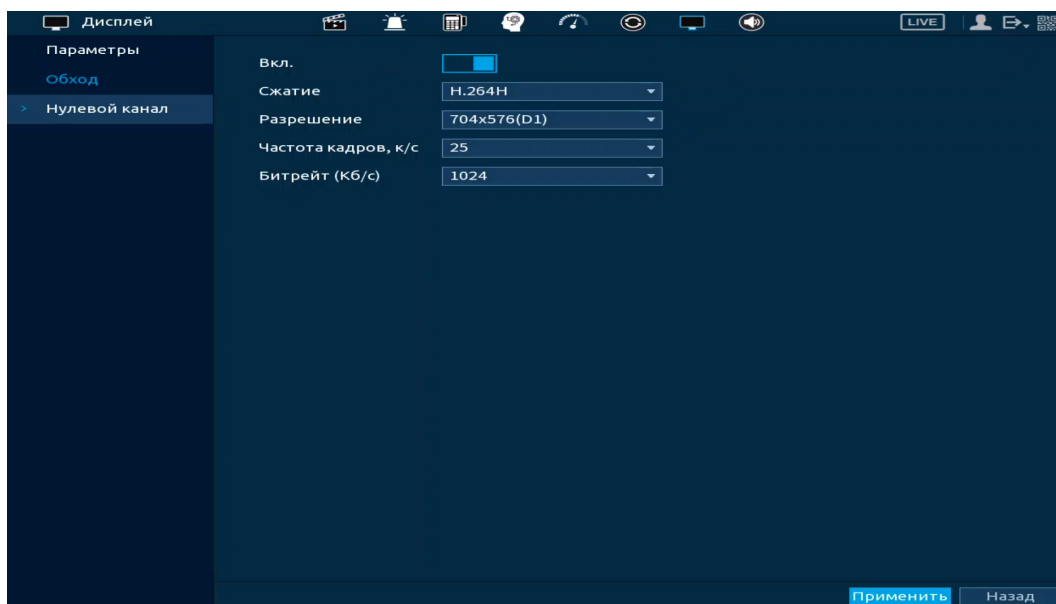 Дисплей
LIVE
Параметры
Обход
> Нулевой канал
Вкл.
Сжатие H.264H
Разрешение 704x576(D1)
Частота кадров, к/с 25
Битрейт (Кб/с) 1024
Применить Назад